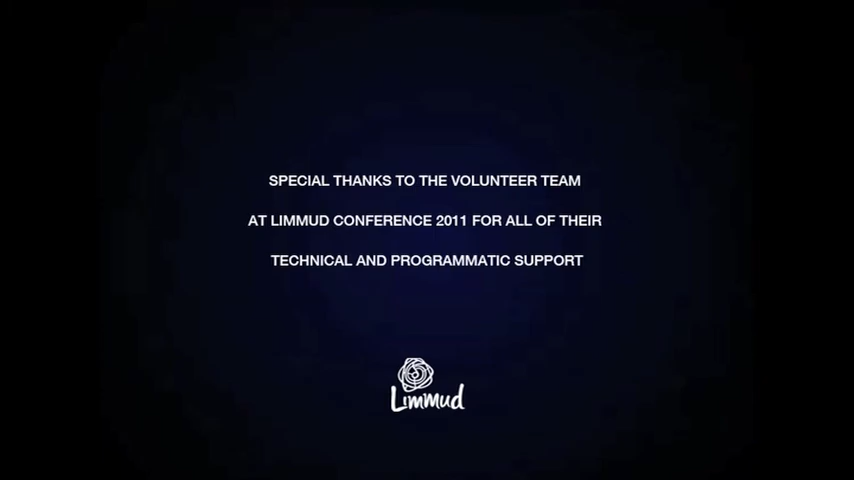 SPECIAL THANKS TO THE VOLUNTEER TEAM
AT LIMMUD CONFERENCE 2011 FOR ALL OF THEIR
TECHNICAL AND PROGRAMMATIC SUPPORT
Limmud